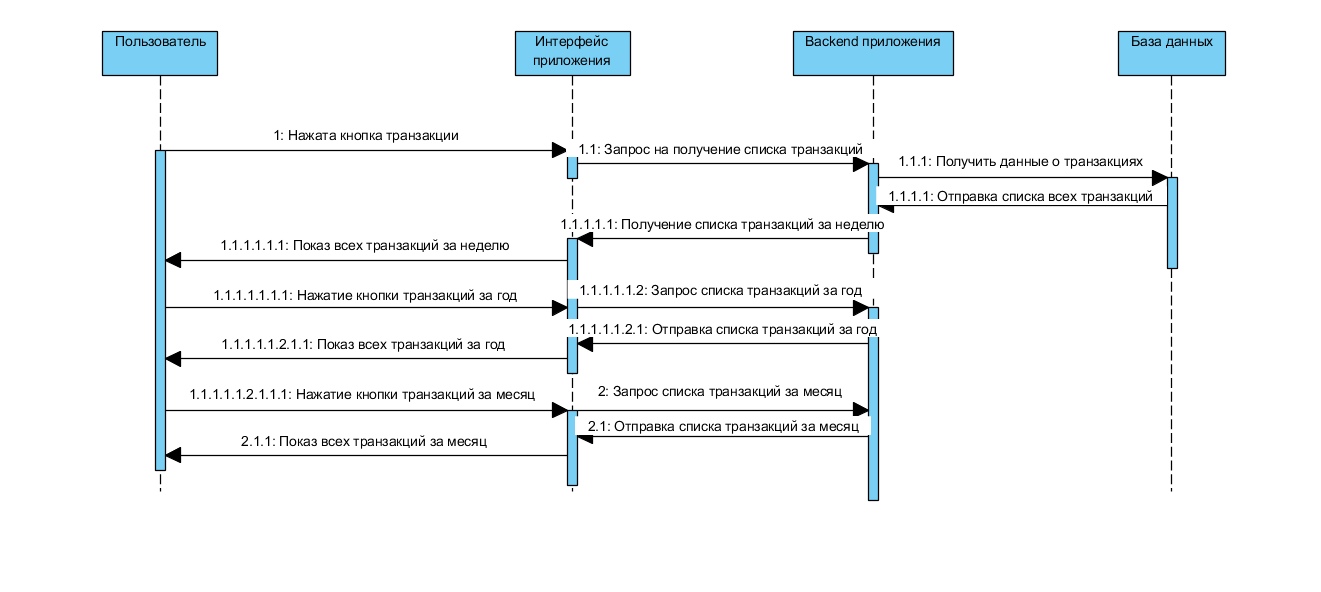 Пользователь
Интерфейс
приложения
Backend приложения
База данных
1: Нажата кнопка транзакции
1.1: Запрос на получение списка транзакций
1.1.1: Получить данные о транзакциях
1.1.1.1: Отправка списка всех транзакций
1.1.1.1.1: Получение списка транзакций за неделю
1.1.1.1.1.1: Показ всех транзакций за неделю
1.1.1.1.1.1.1: Нажатие кнопки транзакций за год
1.1.1.1.1.2: Запрос списка транзакций за год
1.1.1.1.1.2.1: Отправка списка транзакций за год
1.1.1.1.1.2.1.1: Показ всех транзакций за год
1.1.1.1.1.2.1.1.1: Нажатие кнопки транзакций за месяц
2: Запрос списка транзакций за месяц
2.1: Отправка списка транзакций за месяц
2.1.1: Показ всех транзакций за месяц